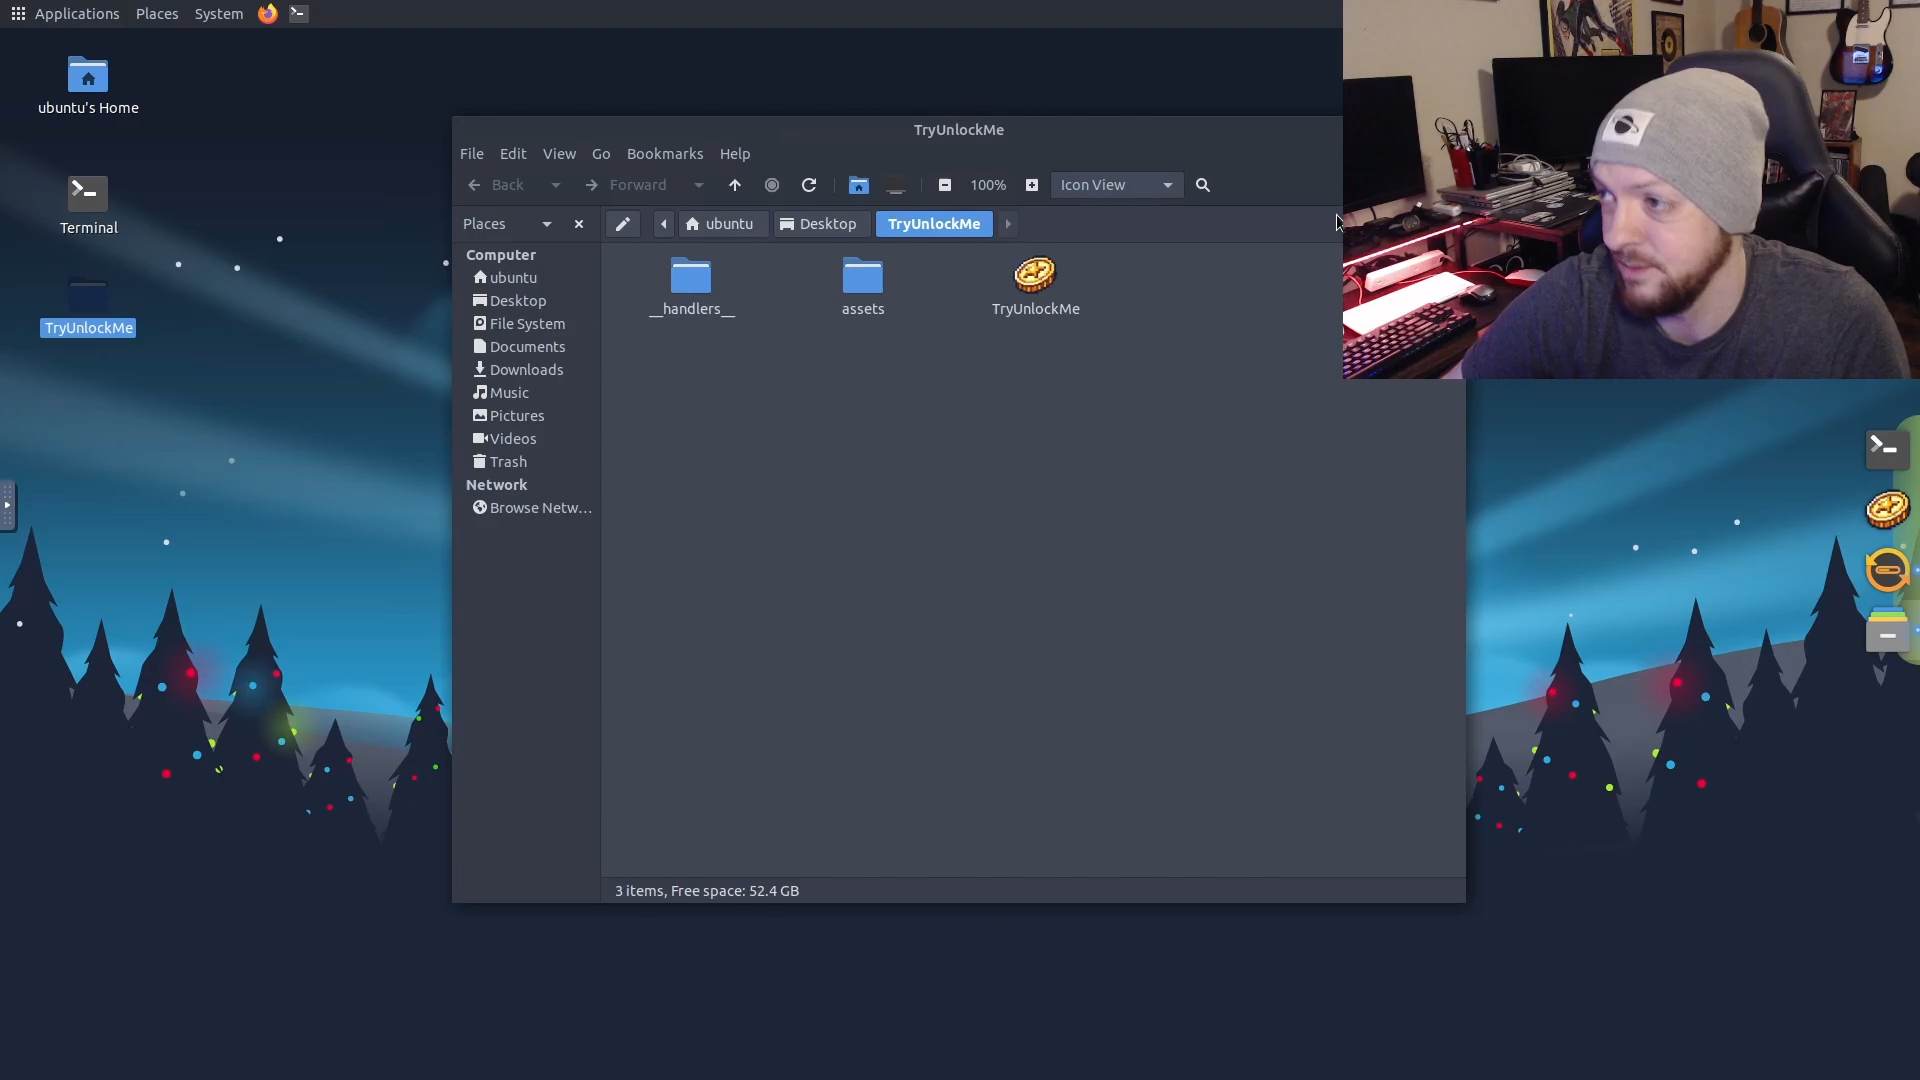 Applications Places System
ubuntu's Home
Terminal
TryUnlockMe
TryUnlockMe
File Edit View Go Bookmarks Help
Back Forward 100% Icon View
Places ubuntu Desktop TryUnlockMe
Computer
ubuntu
Desktop
File System
Documents
Downloads
Music
Pictures
Videos
Trash
Network
Browse Netw...
__handlers__ assets TryUnlockMe
3 items, Free space: 52.4 GB